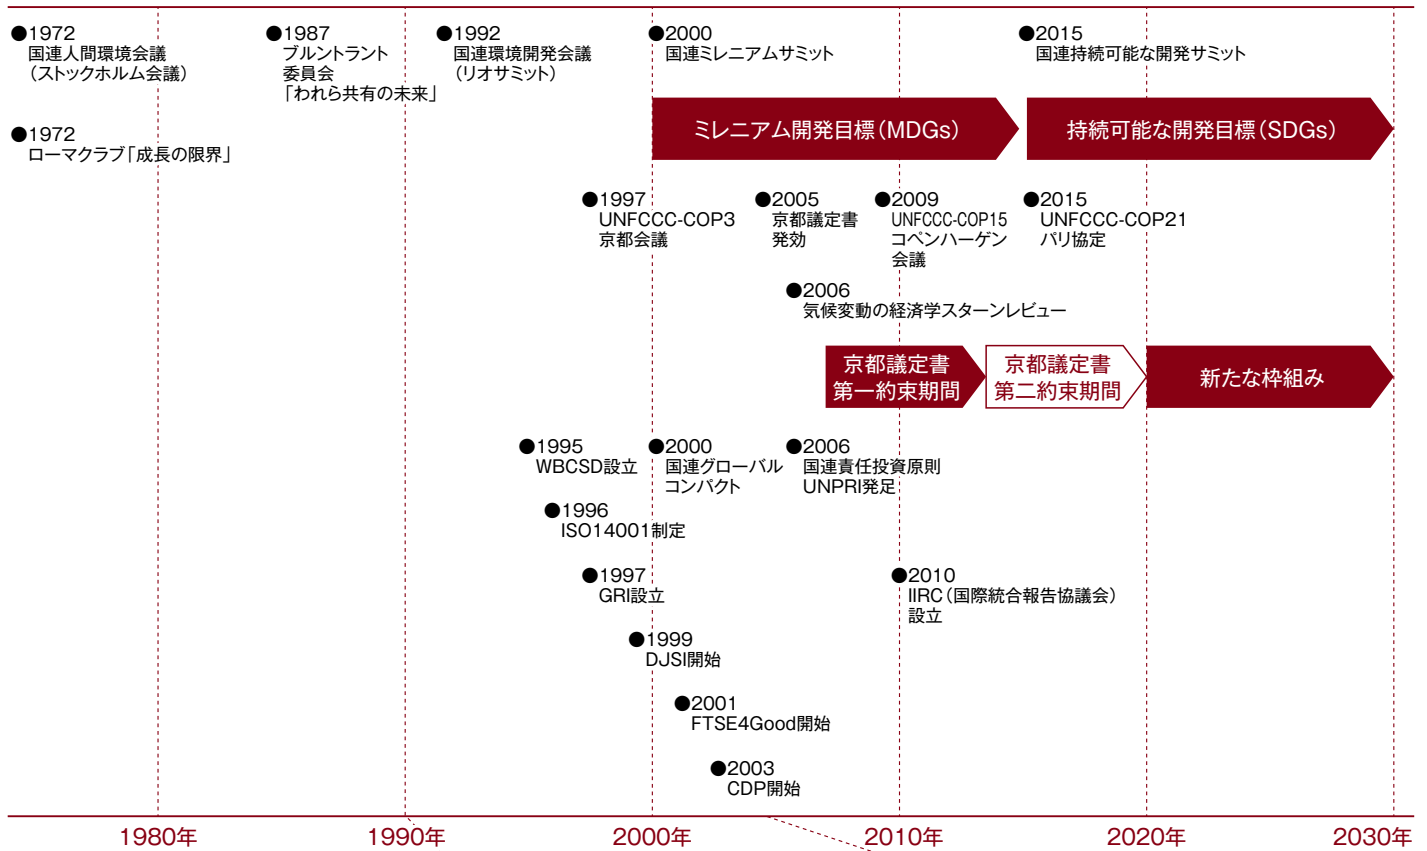 ●1972
国連人間環境会議
（ストックホルム会議）
●1987
ブルントラント
委員会
「われら共有の未来」
●1992
国連環境開発会議
（リオサミット）
●2000
国連ミレニアムサミット
●2015
国連持続可能な開発サミット
ミレニアム開発目標（MDGs）
持続可能な開発目標（SDGs）
●1972
ローマクラブ「成長の限界」
●1997
UNFCCC-COP3
京都会議
●2005
京都議定書
発効
●2009
UNFCCC-COP15
コペンハーゲン
会議
●2015
UNFCCC-COP21
パリ協定
●2006
気候変動の経済学スターンレビュー
京都議定書
第一約束期間
京都議定書
第二約束期間
新たな枠組み
●1995
WBCSD設立
●2000
国連グローバル
コンパクト
●2006
国連責任投資原則
UNPRI発足
●1996
ISO14001制定
●1997
GRI設立
●2010
IIRC（国際統合報告協議会）
設立
●1999
DJSI開始
●2001
FTSE4Good開始
●2003
CDP開始
1980年
1990年
2000年
2010年
2020年
2030年